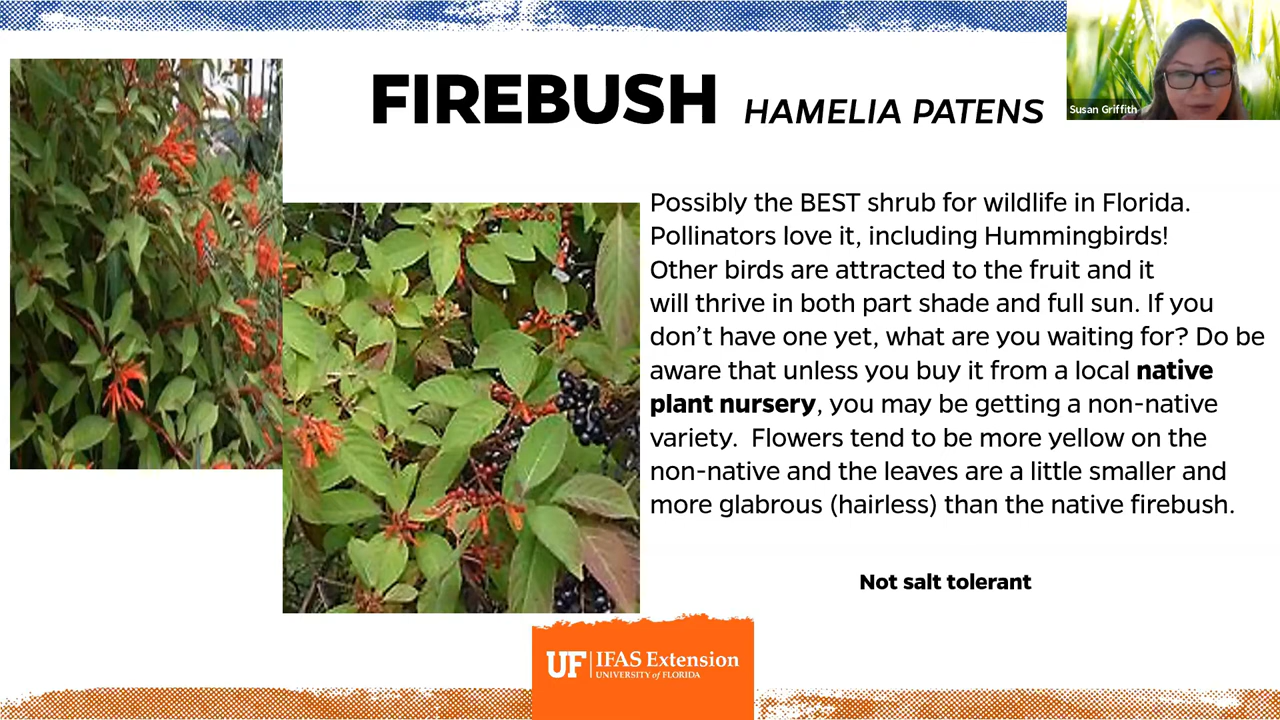 FIREBUSH HAMELIA PATENS
Susan Griffith
Possibly the BEST shrub for wildlife in Florida.
Pollinators love it, including Hummingbirds!
Other birds are attracted to the fruit and it
will thrive in both part shade and full sun. If you
don’t have one yet, what are you waiting for? Do be
aware that unless you buy it from a local native
plant nursery, you may be getting a non-native
variety.  Flowers tend to be more yellow on the
non-native and the leaves are a little smaller and
more glabrous (hairless) than the native firebush.
Not salt tolerant
UF IFAS Extension
UNIVERSITY of FLORIDA